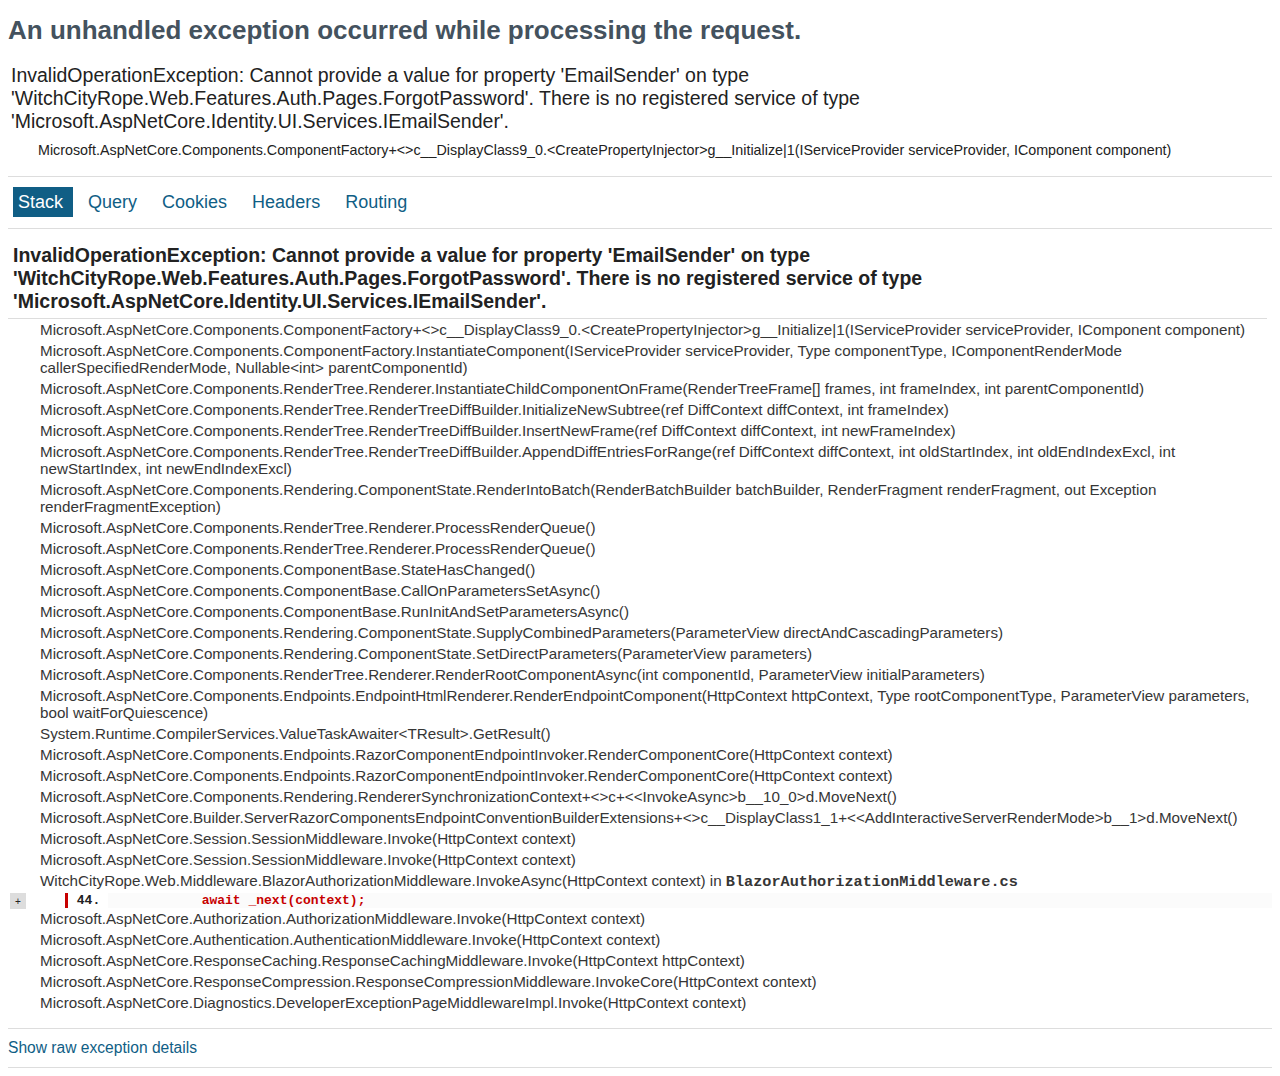 An unhandled exception occurred while processing the request.
InvalidOperationException: Cannot provide a value for property 'EmailSender' on type
'WitchCityRope.Web.Features.Auth.Pages.ForgotPassword'. There is no registered service of type
'Microsoft.AspNetCore.Identity.UI.Services.IEmailSender'.
Microsoft.AspNetCore.Components.ComponentFactory+<>c__DisplayClass9_0.<CreatePropertyInjector>g__Initialize|1(IServiceProvider serviceProvider, IComponent component)
Stack Query Cookies Headers Routing
InvalidOperationException: Cannot provide a value for property 'EmailSender' on type
'WitchCityRope.Web.Features.Auth.Pages.ForgotPassword'. There is no registered service of type
'Microsoft.AspNetCore.Identity.UI.Services.IEmailSender'.
Microsoft.AspNetCore.Components.ComponentFactory+<>c__DisplayClass9_0.<CreatePropertyInjector>g__Initialize|1(IServiceProvider serviceProvider, IComponent component)
Microsoft.AspNetCore.Components.ComponentFactory.InstantiateComponent(IServiceProvider serviceProvider, Type componentType, IComponentRenderMode
callerSpecifiedRenderMode, Nullable<int> parentComponentId)
Microsoft.AspNetCore.Components.RenderTree.Renderer.InstantiateChildComponentOnFrame(RenderTreeFrame[] frames, int frameIndex, int parentComponentId)
Microsoft.AspNetCore.Components.RenderTree.RenderTreeDiffBuilder.InitializeNewSubtree(ref DiffContext diffContext, int frameIndex)
Microsoft.AspNetCore.Components.RenderTree.RenderTreeDiffBuilder.InsertNewFrame(ref DiffContext diffContext, int newFrameIndex)
Microsoft.AspNetCore.Components.RenderTree.RenderTreeDiffBuilder.AppendDiffEntriesForRange(ref DiffContext diffContext, int oldStartIndex, int oldEndIndexExcl, int
newStartIndex, int newEndIndexExcl)
Microsoft.AspNetCore.Components.Rendering.ComponentState.RenderIntoBatch(RenderBatchBuilder batchBuilder, RenderFragment renderFragment, out Exception
renderFragmentException)
Microsoft.AspNetCore.Components.RenderTree.Renderer.ProcessRenderQueue()
Microsoft.AspNetCore.Components.RenderTree.Renderer.ProcessRenderQueue()
Microsoft.AspNetCore.Components.ComponentBase.StateHasChanged()
Microsoft.AspNetCore.Components.ComponentBase.CallOnParametersSetAsync()
Microsoft.AspNetCore.Components.ComponentBase.RunInitAndSetParametersAsync()
Microsoft.AspNetCore.Components.Rendering.ComponentState.SupplyCombinedParameters(ParameterView directAndCascadingParameters)
Microsoft.AspNetCore.Components.Rendering.ComponentState.SetDirectParameters(ParameterView parameters)
Microsoft.AspNetCore.Components.RenderTree.Renderer.RenderRootComponentAsync(int componentId, ParameterView initialParameters)
Microsoft.AspNetCore.Components.Endpoints.EndpointHtmlRenderer.RenderEndpointComponent(HttpContext httpContext, Type rootComponentType, ParameterView parameters,
bool waitForQuiescence)
System.Runtime.CompilerServices.ValueTaskAwaiter<TResult>.GetResult()
Microsoft.AspNetCore.Components.Endpoints.RazorComponentEndpointInvoker.RenderComponentCore(HttpContext context)
Microsoft.AspNetCore.Components.Endpoints.RazorComponentEndpointInvoker.RenderComponentCore(HttpContext context)
Microsoft.AspNetCore.Components.Rendering.RendererSynchronizationContext+<>c+<<InvokeAsync>b__10_0>d.MoveNext()
Microsoft.AspNetCore.Builder.ServerRazorComponentsEndpointConventionBuilderExtensions+<>c__DisplayClass1_1+<<AddInteractiveServerRenderMode>b__1>d.MoveNext()
Microsoft.AspNetCore.Session.SessionMiddleware.Invoke(HttpContext context)
Microsoft.AspNetCore.Session.SessionMiddleware.Invoke(HttpContext context)
WitchCityRope.Web.Middleware.BlazorAuthorizationMiddleware.InvokeAsync(HttpContext context) in BlazorAuthorizationMiddleware.cs
+ 44. await _next(context);
Microsoft.AspNetCore.Authorization.AuthorizationMiddleware.Invoke(HttpContext context)
Microsoft.AspNetCore.Authentication.AuthenticationMiddleware.Invoke(HttpContext context)
Microsoft.AspNetCore.ResponseCaching.ResponseCachingMiddleware.Invoke(HttpContext httpContext)
Microsoft.AspNetCore.ResponseCompression.ResponseCompressionMiddleware.InvokeCore(HttpContext context)
Microsoft.AspNetCore.Diagnostics.DeveloperExceptionPageMiddlewareImpl.Invoke(HttpContext context)
Show raw exception details